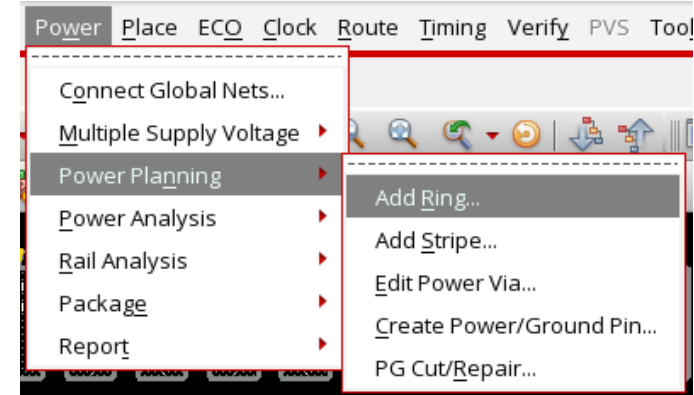 Power Place ECO Clock Route Timing Verify PVS
Connect Global Nets...
Multiple Supply Voltage
Power Planning
Power Analysis
Rail Analysis
Package
Report
Add Ring...
Add Stripe...
Edit Power Via...
Create Power/Ground Pin...
PG Cut/Repair...